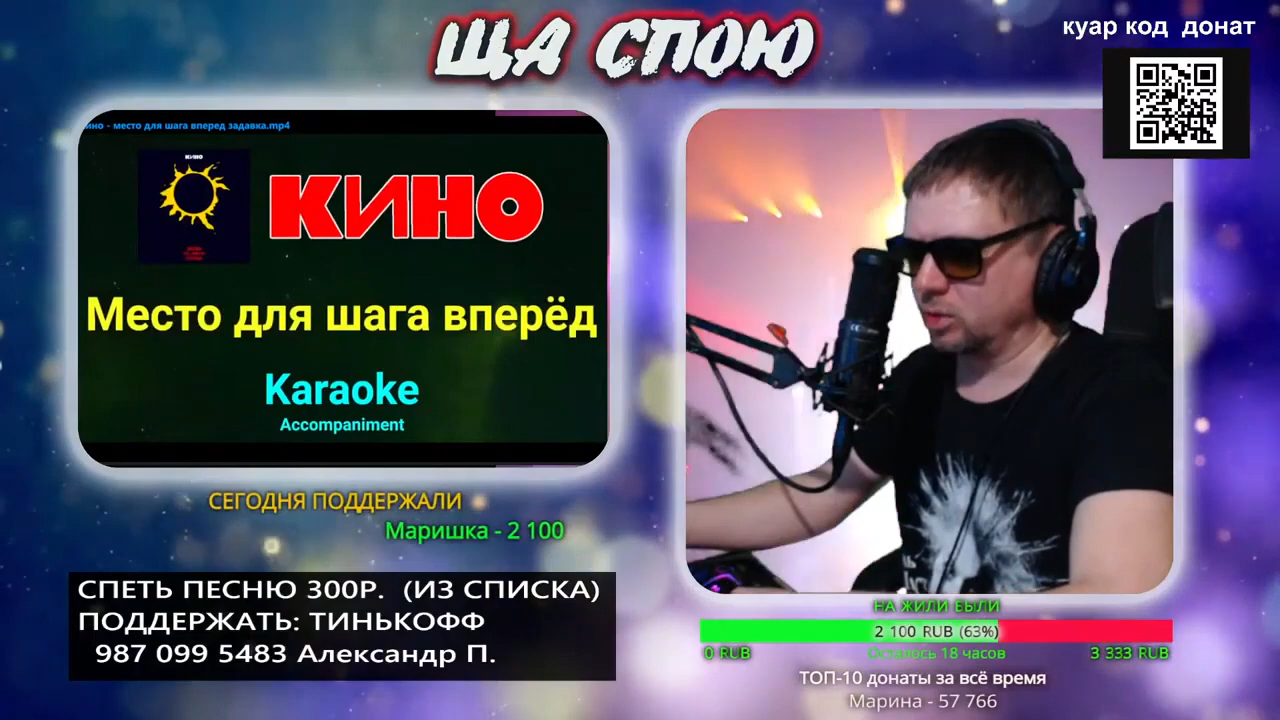 ЩА СПОЮ
куар код донат
ино - место для шага вперед задавка.mp4
КИНО
КИНО
Место для шага вперёд
Karaoke
Accompaniment
СЕГОДНЯ ПОДДЕРЖАЛИ
Маришка - 2 100
СПЕТЬ ПЕСНЮ 300Р. (ИЗ СПИСКА)
ПОДДЕРЖАТЬ: ТИНЬКОФФ
987 099 5483 Александр П.
НА ЖИЛИ БЫЛИ
2 100 RUB (63%)
0 RUB
Осталось 18 часов
3 333 RUB
ТОП-10 донаты за всё время
Марина - 57 766